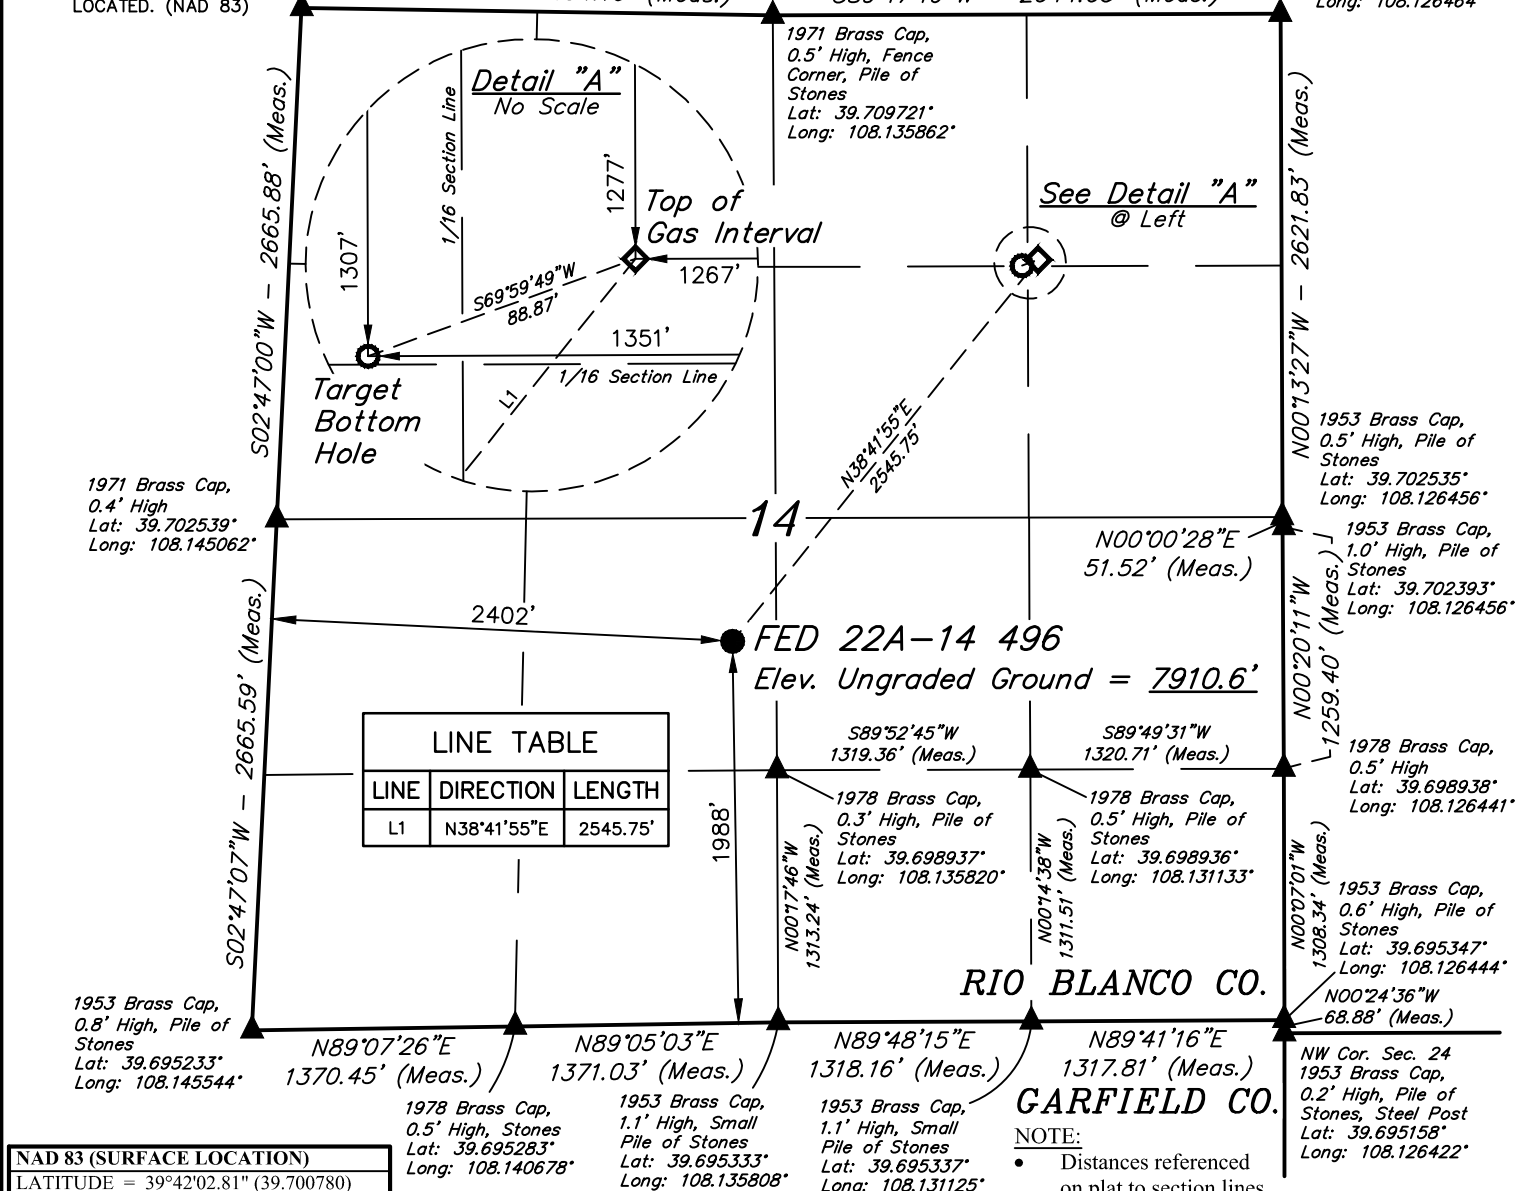 LOCATED. (NAD 83)
(Meas.)
(Meas.)
Long: 108.126464°
1971 Brass Cap,
0.5' High, Fence
Corner, Pile of
Stones
Lat: 39.709721°
Long: 108.135862°
Detail "A"
No Scale
1/16 Section Line
S02°47'00"W - 2665.88' (Meas.)
1307'
1277'
Top of
Gas Interval
1267'
S69°59'49"W
88.87'
1351'
1/16 Section Line
L1
Target
Bottom
Hole
See Detail "A"
@ Left
N00°13'27"W - 2621.83' (Meas.)
N38°41'55"E
2545.75'
1953 Brass Cap,
0.5' High, Pile of
Stones
Lat: 39.702535°
Long: 108.126456°
1971 Brass Cap,
0.4' High
Lat: 39.702539°
Long: 108.145062°
14
N00°00'28"E
51.52' (Meas.)
1953 Brass Cap,
1.0' High, Pile of
Stones
Lat: 39.702393°
Long: 108.126456°
N00°20'11"W
1259.40' (Meas.)
2402'
FED 22A-14 496
Elev. Ungraded Ground = 7910.6'
S02°47'07"W - 2665.59' (Meas.)
LINE TABLE
LINE DIRECTION LENGTH
L1 N38°41'55"E 2545.75'
S89°52'45"W
1319.36' (Meas.)
S89°49'31"W
1320.71' (Meas.)
1978 Brass Cap,
0.5' High
Lat: 39.698938°
Long: 108.126441°
1978 Brass Cap,
0.3' High, Pile of
Stones
Lat: 39.698937°
Long: 108.135820°
1978 Brass Cap,
0.5' High, Pile of
Stones
Lat: 39.698936°
Long: 108.131133°
1988'
N00°17'46"W
1313.24' (Meas.)
N00°14'38"W
1311.51' (Meas.)
N00°07'01"W
1308.34' (Meas.)
1953 Brass Cap,
0.6' High, Pile of
Stones
Lat: 39.695347°
Long: 108.126444°
RIO BLANCO CO.
N00°24'36"W
68.88' (Meas.)
1953 Brass Cap,
0.8' High, Pile of
Stones
Lat: 39.695233°
Long: 108.145544°
N89°07'26"E
1370.45' (Meas.)
N89°05'03"E
1371.03' (Meas.)
N89°48'15"E
1318.16' (Meas.)
N89°41'16"E
1317.81' (Meas.)
GARFIELD CO.
NW Cor. Sec. 24
1953 Brass Cap,
0.2' High, Pile of
Stones, Steel Post
Lat: 39.695158°
Long: 108.126422°
1978 Brass Cap,
0.5' High, Stones
Lat: 39.695283°
Long: 108.140678°
1953 Brass Cap,
1.1' High, Small
Pile of Stones
Lat: 39.695333°
Long: 108.135808°
1953 Brass Cap,
1.1' High, Small
Pile of Stones
Lat: 39.695337°
Long: 108.131125°
NOTE:
• Distances referenced
on plat to section lines
NAD 83 (SURFACE LOCATION)
LATITUDE = 39°42'02.81" (39.700780)